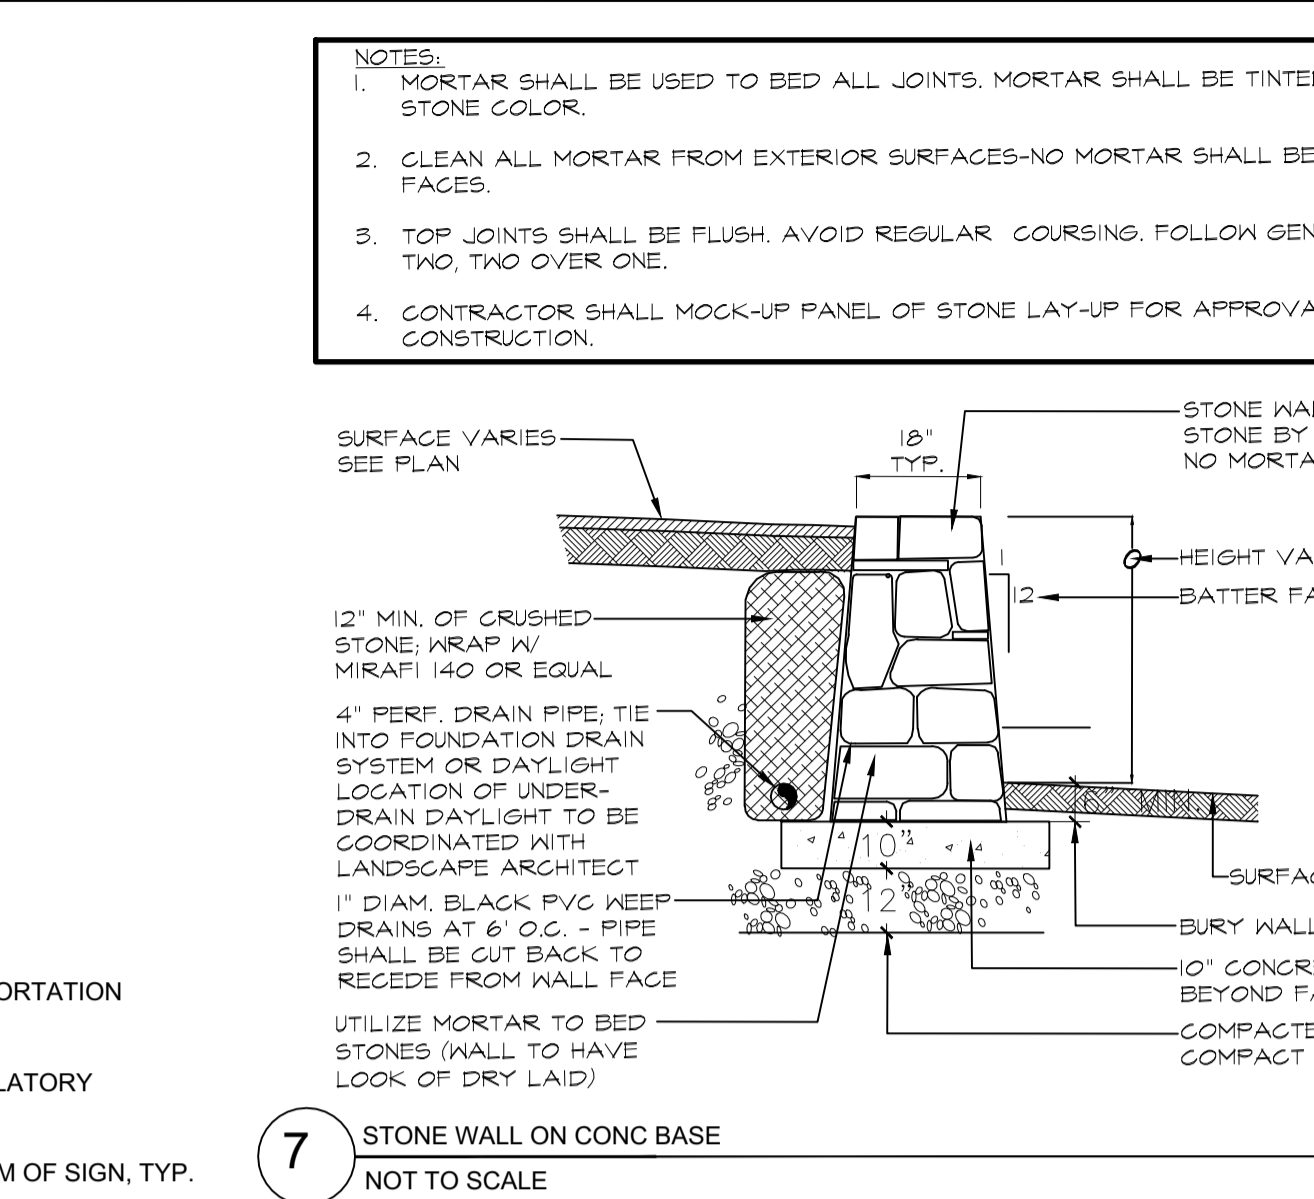 NOTES:
1. MORTAR SHALL BE USED TO BED ALL JOINTS. MORTAR SHALL BE TINTED
STONE COLOR.
2. CLEAN ALL MORTAR FROM EXTERIOR SURFACES-NO MORTAR SHALL BE
FACES.
3. TOP JOINTS SHALL BE FLUSH. AVOID REGULAR COURSING. FOLLOW GEN
TWO, TWO OVER ONE.
4. CONTRACTOR SHALL MOCK-UP PANEL OF STONE LAY-UP FOR APPROVA
CONSTRUCTION.
SURFACE VARIES
SEE PLAN
18"
TYP.
STONE WAL
STONE BY
NO MORTA
1
12
HEIGHT VA
BATTER FA
12" MIN. OF CRUSHED
STONE; WRAP W/
MIRAFI 140 OR EQUAL
4" PERF. DRAIN PIPE; TIE
INTO FOUNDATION DRAIN
SYSTEM OR DAYLIGHT
LOCATION OF UNDER-
DRAIN DAYLIGHT TO BE
COORDINATED WITH
LANDSCAPE ARCHITECT
6" MIN.
10"
12"
SURFAC
1" DIAM. BLACK PVC WEEP
DRAINS AT 6' O.C. - PIPE
SHALL BE CUT BACK TO
RECEDE FROM WALL FACE
BURY WALL
10" CONCRE
BEYOND FA
UTILIZE MORTAR TO BED
STONES (WALL TO HAVE
LOOK OF DRY LAID)
COMPACTE
COMPACT
ORTATION
LATORY
M OF SIGN, TYP.
7
STONE WALL ON CONC BASE
NOT TO SCALE